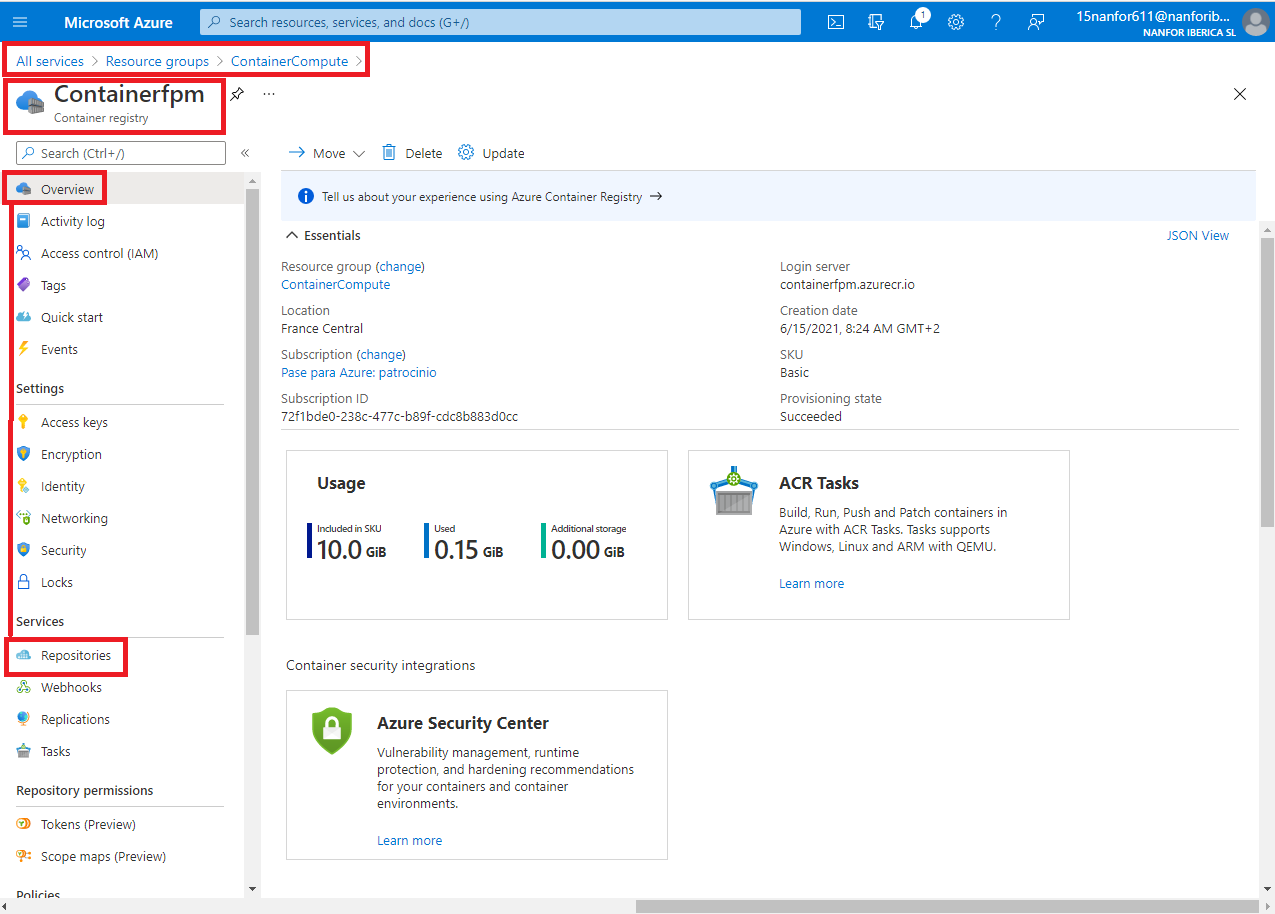 Microsoft Azure
Search resources, services, and docs (G+/)
1
15nanfor611@nanforib...
NANFOR IBERICA SL
All services > Resource groups > ContainerCompute >
Containerfpm
...
Container registry
Search (Ctrl+/)
«
Move
Delete
Update
Overview
Activity log
Access control (IAM)
Tags
Quick start
Events
Settings
Access keys
Encryption
Identity
Networking
Security
Locks
Services
Repositories
Webhooks
Replications
Tasks
Repository permissions
Tokens (Preview)
Scope maps (Preview)
Policies
Tell us about your experience using Azure Container Registry →
Essentials
JSON View
Resource group (change)
ContainerCompute
Location
France Central
Subscription (change)
Pase para Azure: patrocinio
Subscription ID
72f1bde0-238c-477c-b89f-cdc8b883d0cc
Login server
containerfpm.azurecr.io
Creation date
6/15/2021, 8:24 AM GMT+2
SKU
Basic
Provisioning state
Succeeded
Usage
Included in SKU
10.0 GiB
Used
0.15 GiB
Additional storage
0.00 GiB
ACR Tasks
Build, Run, Push and Patch containers in
Azure with ACR Tasks. Tasks supports
Windows, Linux and ARM with QEMU.
Learn more
Container security integrations
Azure Security Center
Vulnerability management, runtime
protection, and hardening recommendations
for your containers and container
environments.
Learn more